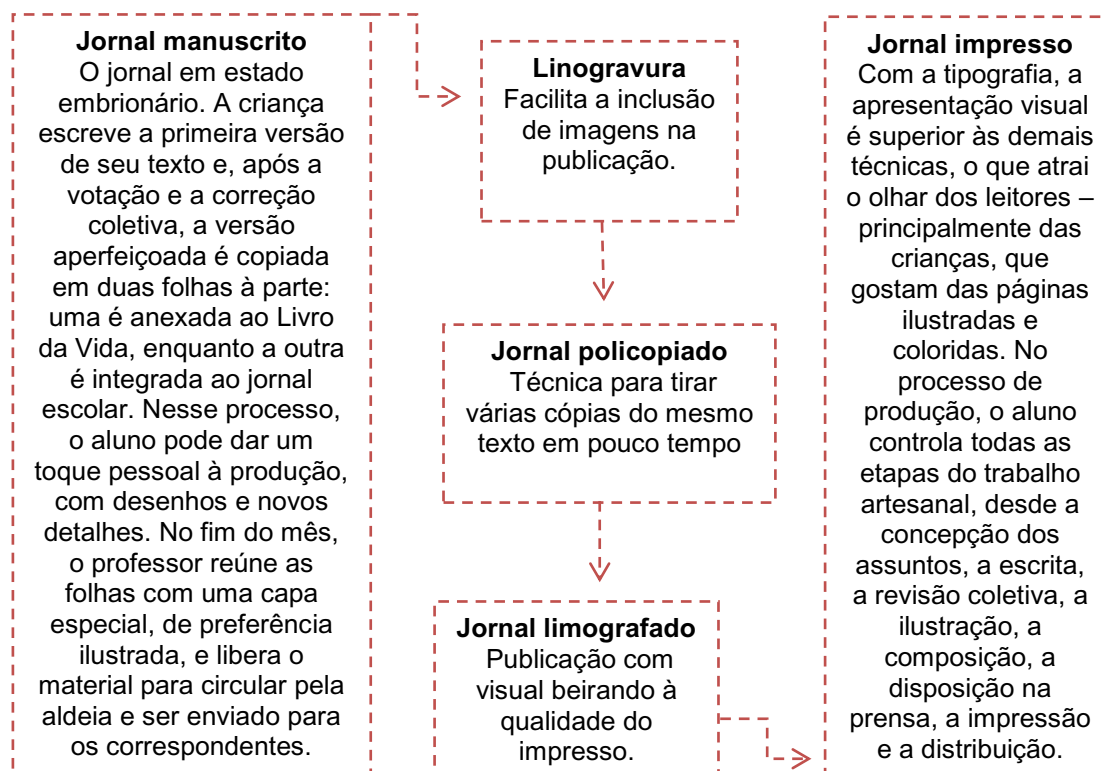 Jornal manuscrito
O jornal em estado
embrionário. A criança
escreve a primeira versão
de seu texto e, após a
votação e a correção
coletiva, a versão
aperfeiçoada é copiada
em duas folhas à parte:
uma é anexada ao Livro
da Vida, enquanto a outra
é integrada ao jornal
escolar. Nesse processo,
o aluno pode dar um
toque pessoal à produção,
com desenhos e novos
detalhes. No fim do mês,
o professor reúne as
folhas com uma capa
especial, de preferência
ilustrada, e libera o
material para circular pela
aldeia e ser enviado para
os correspondentes.
Linogravura
Facilita a inclusão
de imagens na
publicação.
Jornal policopiado
Técnica para tirar
várias cópias do mesmo
texto em pouco tempo
Jornal limografado
Publicação com
visual beirando à
qualidade do
impresso.
Jornal impresso
Com a tipografia, a
apresentação visual
é superior às demais
técnicas, o que atrai
o olhar dos leitores –
principalmente das
crianças, que
gostam das páginas
ilustradas e
coloridas. No
processo de
produção, o aluno
controla todas as
etapas do trabalho
artesanal, desde a
concepção dos
assuntos, a escrita,
a revisão coletiva, a
ilustração, a
composição, a
disposição na
prensa, a impressão
e a distribuição.